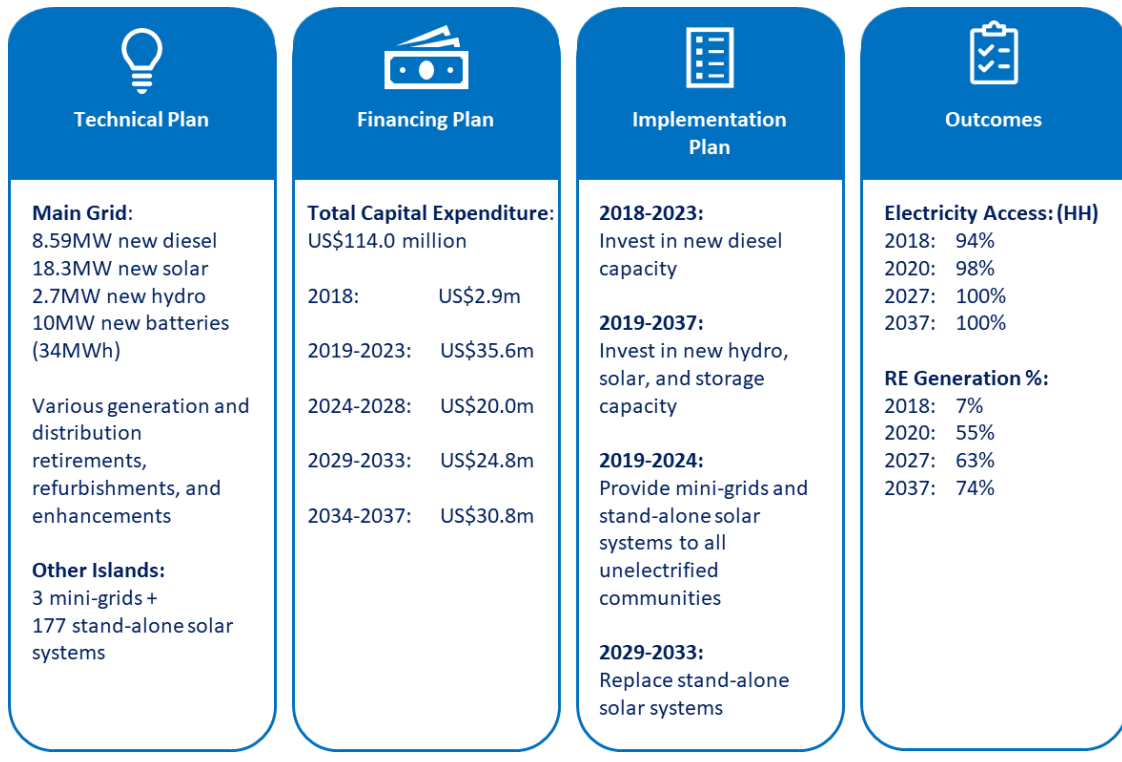 Technical Plan
Main Grid:
8.59MW new diesel
18.3MW new solar
2.7MW new hydro
10MW new batteries
(34MWh)
Various generation and
distribution
retirements,
refurbishments, and
enhancements
Other Islands:
3 mini-grids +
177 stand-alone solar
systems
Financing Plan
Total Capital Expenditure:
US$114.0 million
2018: US$2.9m
2019-2023: US$35.6m
2024-2028: US$20.0m
2029-2033: US$24.8m
2034-2037: US$30.8m
Implementation
Plan
2018-2023:
Invest in new diesel
capacity
2019-2037:
Invest in new hydro,
solar, and storage
capacity
2019-2024:
Provide mini-grids and
stand-alone solar
systems to all
unelectrified
communities
2029-2033:
Replace stand-alone
solar systems
Outcomes
Electricity Access: (HH)
2018: 94%
2020: 98%
2027: 100%
2037: 100%
RE Generation %:
2018: 7%
2020: 55%
2027: 63%
2037: 74%